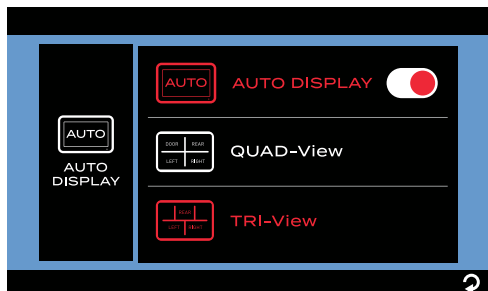 AUTO
AUTO
DISPLAY
AUTO
AUTO DISPLAY
DOOR REAR
LEFT RIGHT
QUAD-View
REAR
LEFT RIGHT
TRI-View